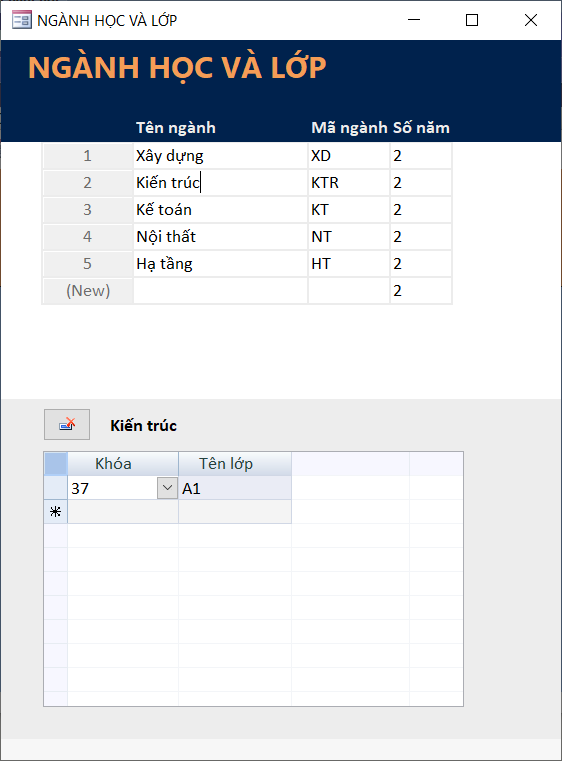 NGÀNH HỌC VÀ LỚP
NGÀNH HỌC VÀ LỚP
Tên ngành Mã ngành Số năm
1 Xây dựng XD 2
2 Kiến trúc KTR 2
3 Kế toán KT 2
4 Nội thất NT 2
5 Hạ tầng HT 2
(New) 2
Kiến trúc
Khóa Tên lớp
37 A1